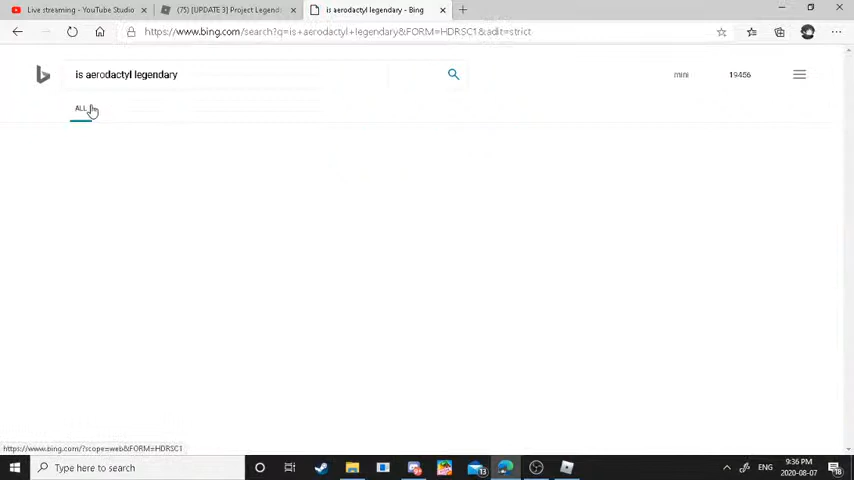 Live streaming - YouTube Studio
(75) [UPDATE 3] Project Legend
is aerodactyl legendary - Bing
https://www.bing.com/search?q=is+aerodactyl+legendary&FORM=HDRSC1&adlt=strict
is aerodactyl legendary
mini
19456
ALL
https://www.bing.com/?scope=web&FORM=HDRSC1
Type here to search
13
ENG
9:36 PM
2020-08-07
18